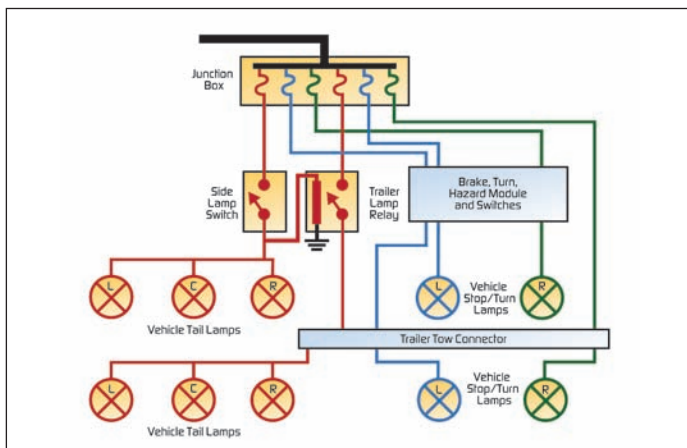 Junction
Box
Side
Lamp
Switch
Trailer
Lamp
Relay
Brake, Turn,
Hazard Module
and Switches
L
C
R
Vehicle Tail Lamps
L
Vehicle
Stop/Turn
Lamps
R
Trailer Tow Connector
L
C
R
Vehicle Tail Lamps
L
Vehicle
Stop/Turn
Lamps
R